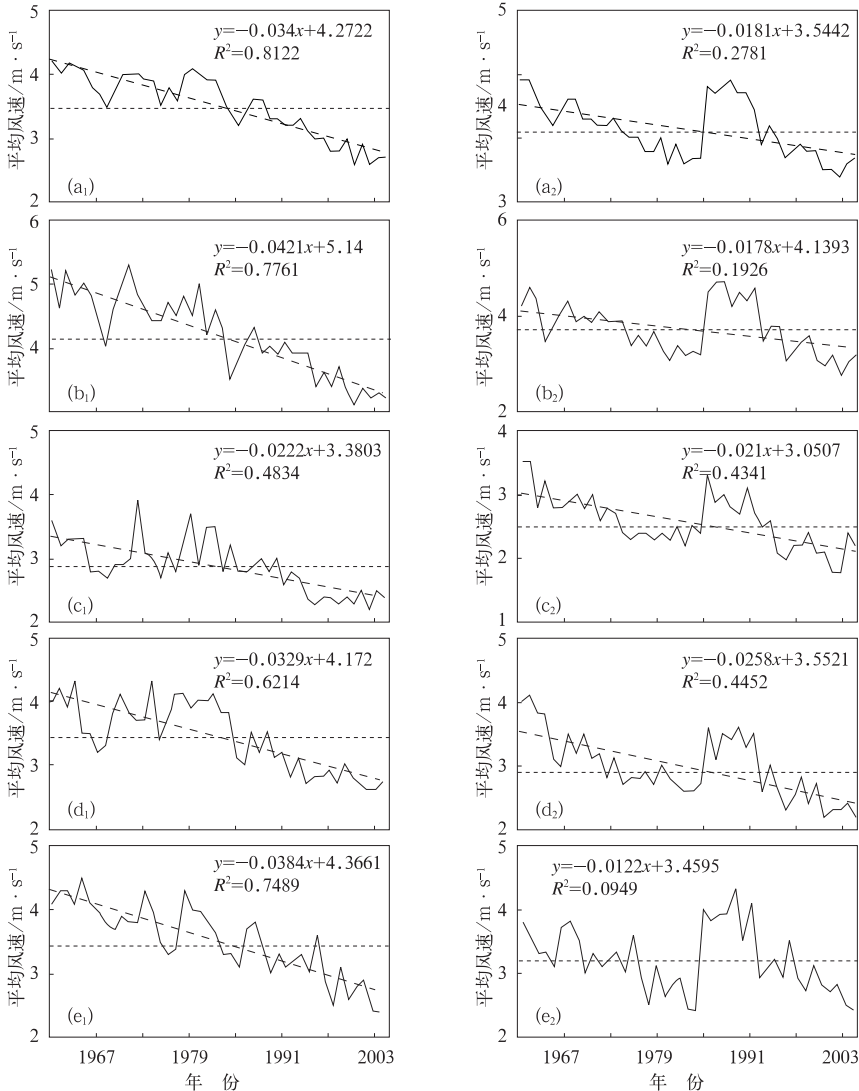 5
4
3
2
平均风速/m·s⁻¹
y=−0.034x+4.2722
R²=0.8122
(a₁)
5
4
3
平均风速/m·s⁻¹
y=−0.0181x+3.5442
R²=0.2781
(a₂)
6
5
4
平均风速/m·s⁻¹
y=−0.0421x+5.14
R²=0.7761
(b₁)
6
4
2
平均风速/m·s⁻¹
y=−0.0178x+4.1393
R²=0.1926
(b₂)
5
4
3
2
平均风速/m·s⁻¹
y=−0.0222x+3.3803
R²=0.4834
(c₁)
4
3
2
1
平均风速/m·s⁻¹
y=−0.021x+3.0507
R²=0.4341
(c₂)
5
4
3
2
平均风速/m·s⁻¹
y=−0.0329x+4.172
R²=0.6214
(d₁)
5
4
3
2
平均风速/m·s⁻¹
y=−0.0258x+3.5521
R²=0.4452
(d₂)
5
4
3
2
平均风速/m·s⁻¹
y=−0.0384x+4.3661
R²=0.7489
(e₁)
1967 1979 1991 2003
年 份
5
4
3
2
平均风速/m·s⁻¹
y=−0.0122x+3.4595
R²=0.0949
(e₂)
1967 1979 1991 2003
年 份